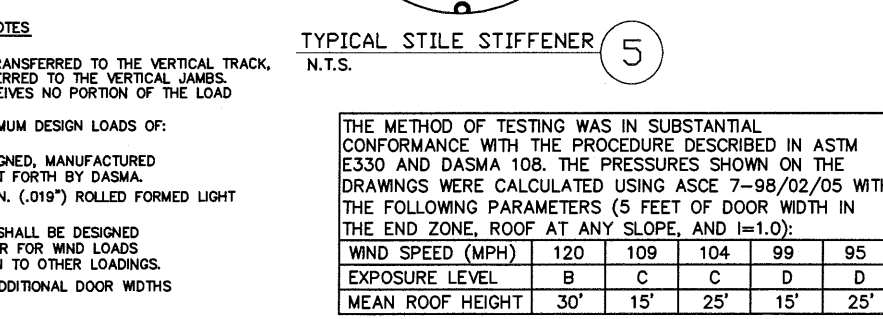 TYPICAL STILE STIFFENER 5
N.T.S.
OTES
RANSFERRED TO THE VERTICAL TRACK,
ERRED TO THE VERTICAL JAMBS.
EIVES NO PORTION OF THE LOAD
MUM DESIGN LOADS OF:
GNED, MANUFACTURED
T FORTH BY DASMA.
N. (.019") ROLLED FORMED LIGHT
SHALL BE DESIGNED
R FOR WIND LOADS
N TO OTHER LOADINGS.
DDITIONAL DOOR WIDTHS
THE METHOD OF TESTING WAS IN SUBSTANTIAL
CONFORMANCE WITH THE PROCEDURE DESCRIBED IN ASTM
E330 AND DASMA 108. THE PRESSURES SHOWN ON THE
DRAWINGS WERE CALCULATED USING ASCE 7-98/02/05 WITH
THE FOLLOWING PARAMETERS (5 FEET OF DOOR WIDTH IN
THE END ZONE, ROOF AT ANY SLOPE, AND I=1.0):
WIND SPEED (MPH) 120 109 104 99 95
EXPOSURE LEVEL B C C D D
MEAN ROOF HEIGHT 30' 15' 25' 15' 25'